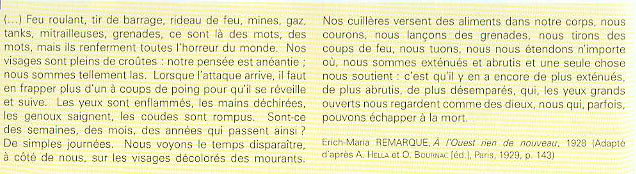 (...) Feu roulant, tir de barrage, rideau de feu, mines, gaz,
tanks, mitrailleuses, grenades, ce sont là des mots, des
mots, mais ils renferment toutes l'horreur du monde. Nos
visages sont pleins de croûtes : notre pensée est anéantie ;
nous sommes tellement las. Lorsque l'attaque arrive, il faut
en frapper plus d'un à coups de poing pour qu'il se réveille
et suive. Les yeux sont enflammés, les mains déchirées,
les genoux saignent, les coudes sont rompus. Sont-ce
des semaines, des mois, des années qui passent ainsi ?
De simples journées. Nous voyons le temps disparaître,
à côté de nous, sur les visages décolorés des mourants.
Nos cuillères versent des aliments dans notre corps, nous
courons, nous lançons des grenades, nous tirons des
coups de feu, nous tuons, nous nous étendons n'importe
où, nous sommes exténués et abrutis et une seule chose
nous soutient : c'est qu'il y en a encore de plus exténués,
de plus abrutis, de plus désemparés, qui, les yeux grands
ouverts nous regardent comme des dieux, nous qui, parfois,
pouvons échapper à la mort.
Erich-Maria REMARQUE, À l'Ouest rien de nouveau, 1928 (Adapté
d'après A. HELLA et O. BOURNAC [éd.], Paris, 1929, p. 143)